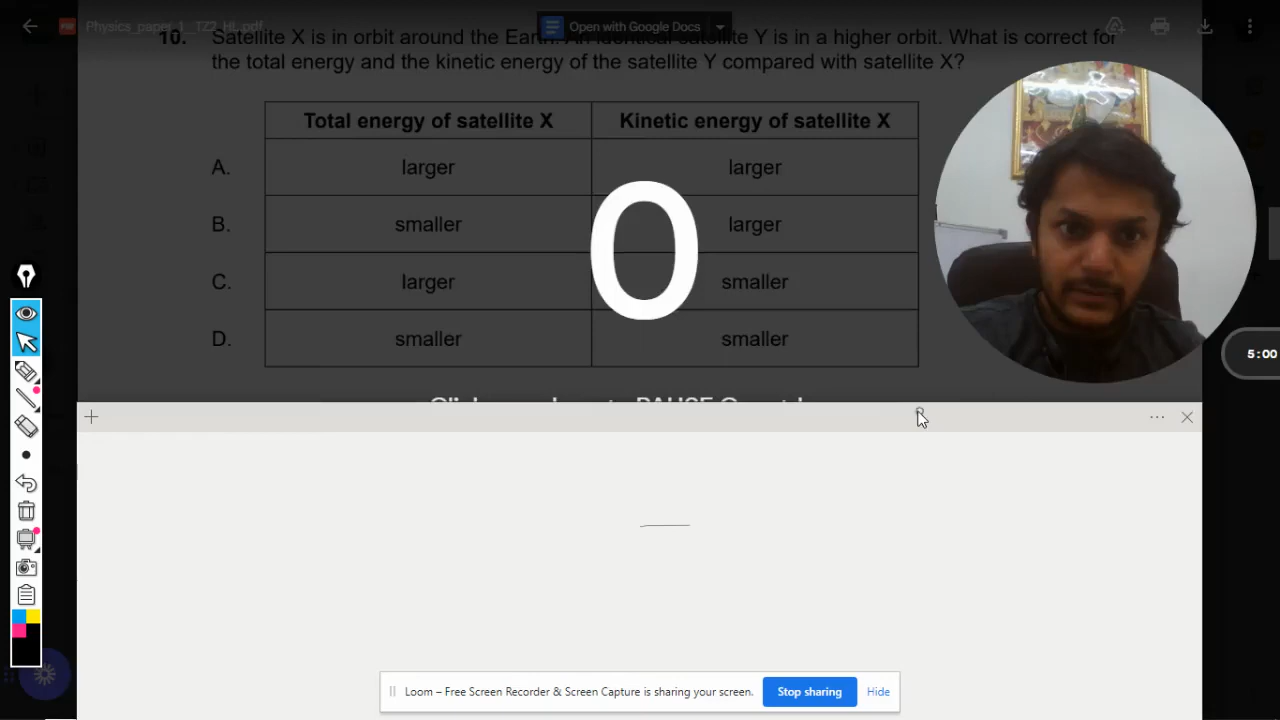 Physics_paper_1__TZ2_HL.pdf
Open with Google Docs
10. Satellite X is in orbit around the Earth. An identical satellite Y is in a higher orbit. What is correct for
the total energy and the kinetic energy of the satellite Y compared with satellite X?
Total energy of satellite X Kinetic energy of satellite X
A. larger larger
B. smaller larger
C. larger smaller
D. smaller smaller
0
5:00
Loom – Free Screen Recorder & Screen Capture is sharing your screen. Stop sharing Hide